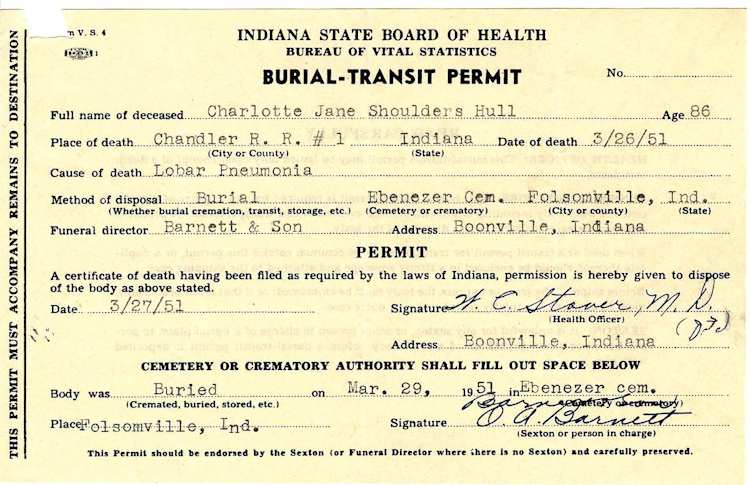 m V. S. 4
INDIANA STATE BOARD OF HEALTH
BUREAU OF VITAL STATISTICS
BURIAL-TRANSIT PERMIT
No.
Full name of deceased Charlotte Jane Shoulders Hull Age 86
Place of death Chandler R. R. # 1 Indiana Date of death 3/26/51
(City or County) (State)
Cause of death Lobar Pneumonia
Method of disposal Burial Ebenezer Cem. Folsomville, Ind.
(Whether burial cremation, transit, storage, etc.) (Cemetery or crematory) (City or county) (State)
Funeral director Barnett & Son Address Boonville, Indiana
PERMIT
A certificate of death having been filed as required by the laws of Indiana, permission is hereby given to dispose
of the body as above stated.
Date 3/27/51 Signature W. C. Stover, M. D.
(Health Officer)
Address Boonville, Indiana
CEMETERY OR CREMATORY AUTHORITY SHALL FILL OUT SPACE BELOW
Body was Buried on Mar. 29, 1951 in Ebenezer cem.
(Cremated, buried, stored, etc.) (Cemetery or crematory)
Place Folsomville, Ind. Signature O. A. Barnett
(Sexton or person in charge)
This Permit should be endorsed by the Sexton (or Funeral Director where there is no Sexton) and carefully preserved.
THIS PERMIT MUST ACCOMPANY REMAINS TO DESTINATION